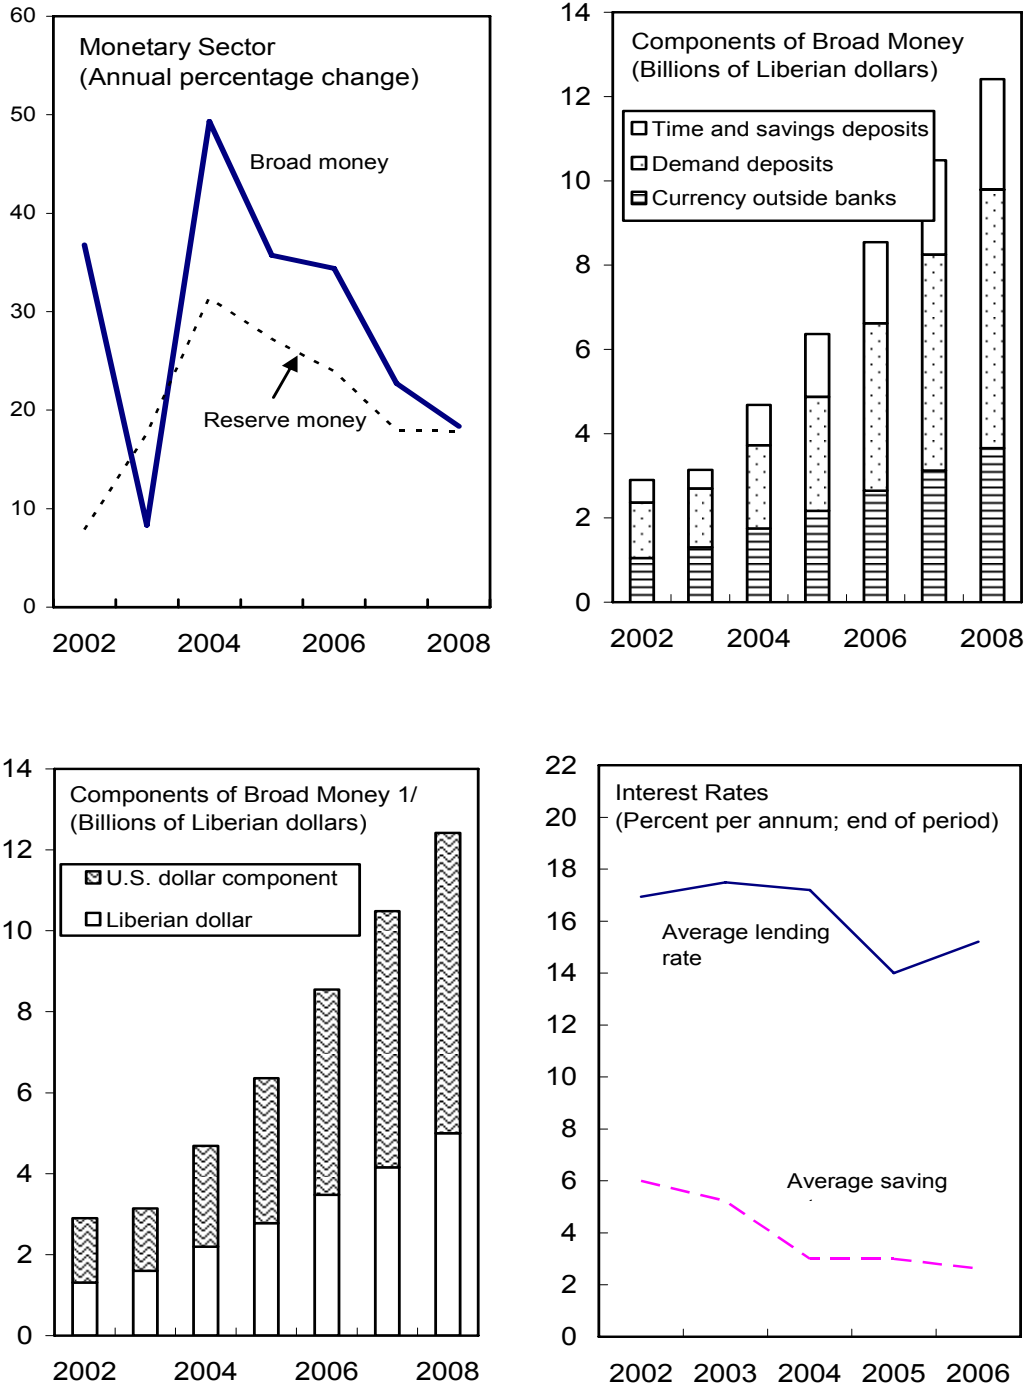 Monetary Sector
(Annual percentage change)
60
50
40
30
20
10
0
Broad money
Reserve money
2002 2004 2006 2008
Components of Broad Money
(Billions of Liberian dollars)
14
12
10
8
6
4
2
0
Time and savings deposits
Demand deposits
Currency outside banks
2002 2004 2006 2008
Components of Broad Money 1/
(Billions of Liberian dollars)
14
12
10
8
6
4
2
0
U.S. dollar component
Liberian dollar
2002 2004 2006 2008
Interest Rates
(Percent per annum; end of period)
22
20
18
16
14
12
10
8
6
4
2
0
Average lending
rate
Average saving
2002 2003 2004 2005 2006